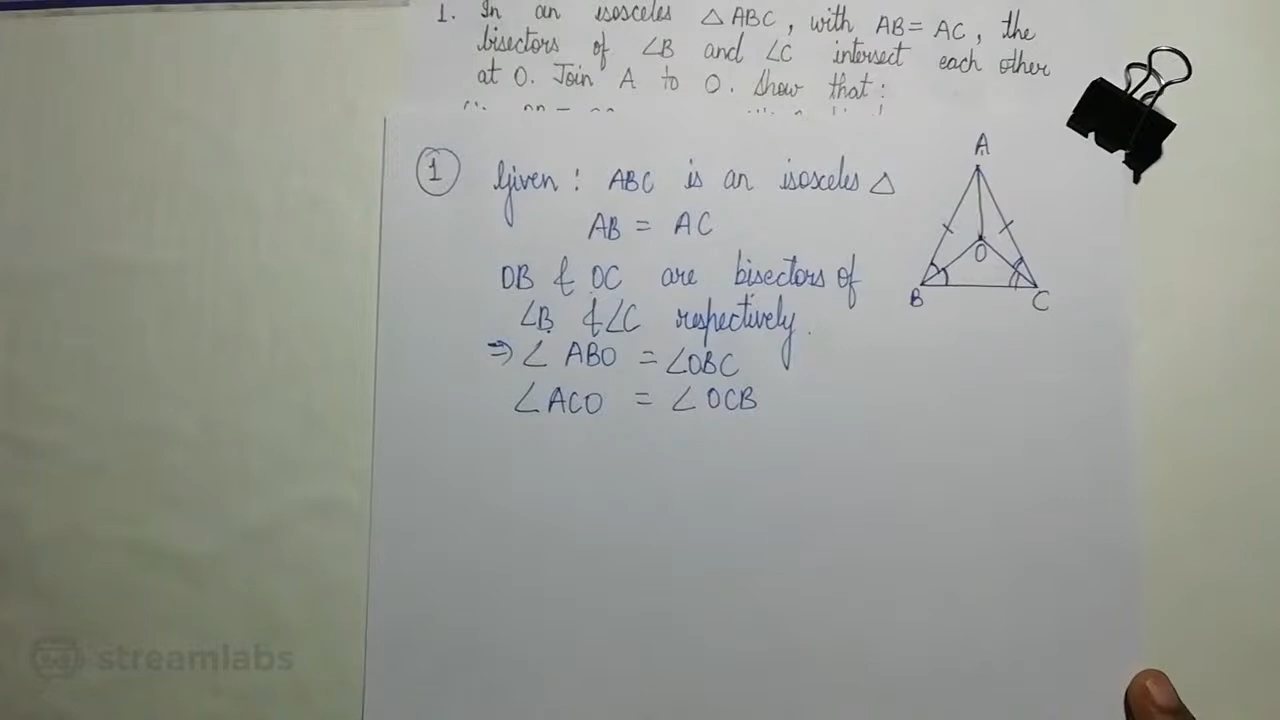 1. In an isosceles △ ABC, with AB = AC, the
bisectors of ∠B and ∠C intersect each other
at O. Join A to O. Show that :
1 Given : ABC is an isosceles △
AB = AC
OB & OC are bisectors of
∠B & ∠C respectively.
⇒ ∠ ABO = ∠OBC
∠ACO = ∠OCB
A
O
B
C
streamlabs